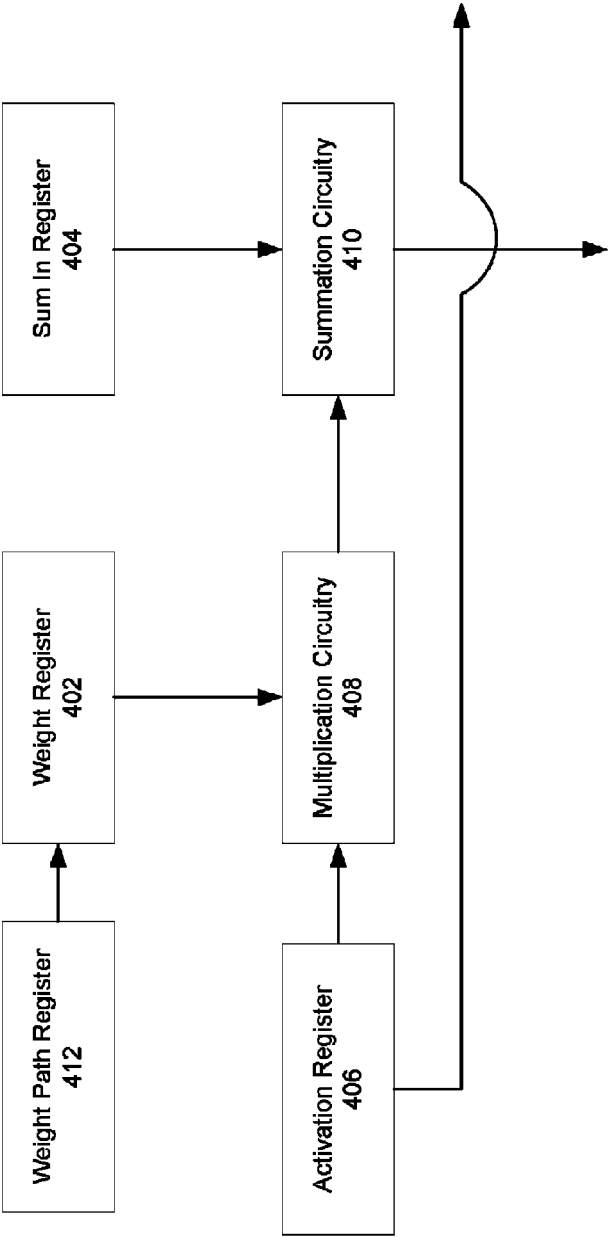 Weight Path Register
412
Weight Register
402
Sum In Register
404
Activation Register
406
Multiplication Circuitry
408
Summation Circuitry
410